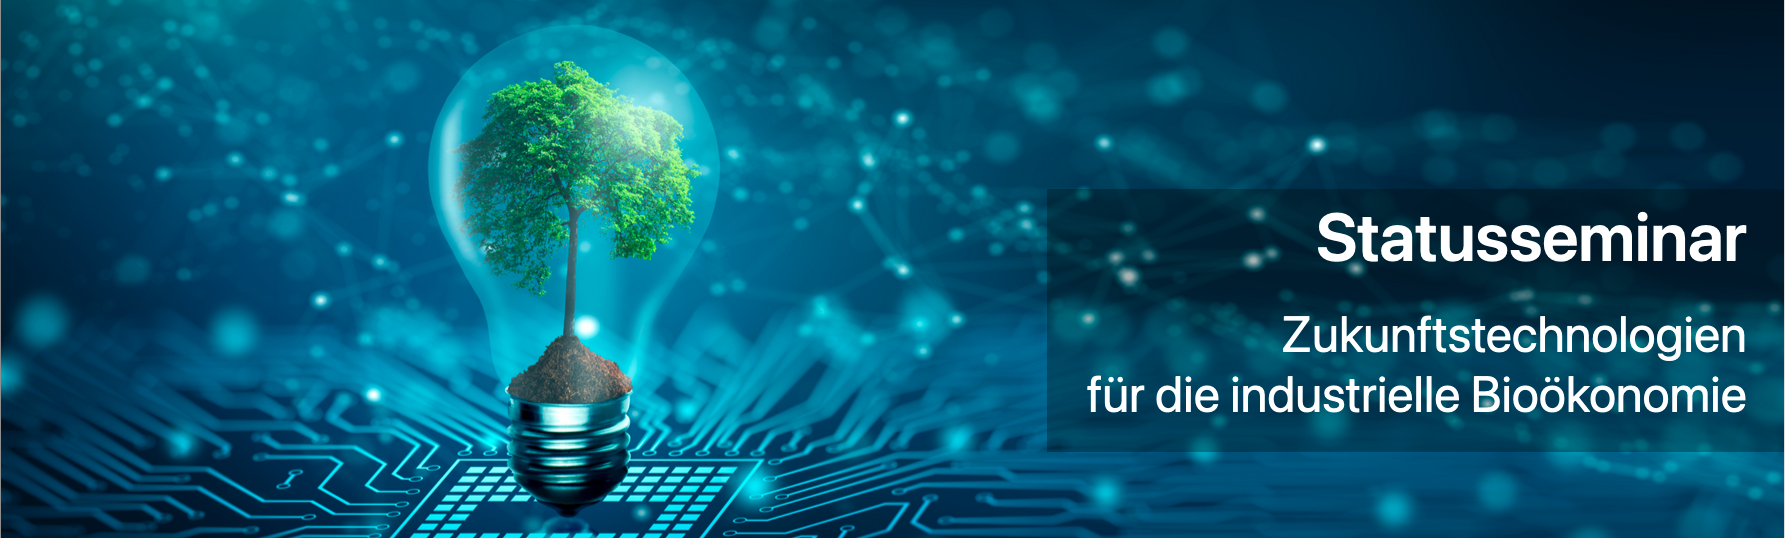 Statusseminar
Zukunftstechnologien
für die industrielle Bioökonomie